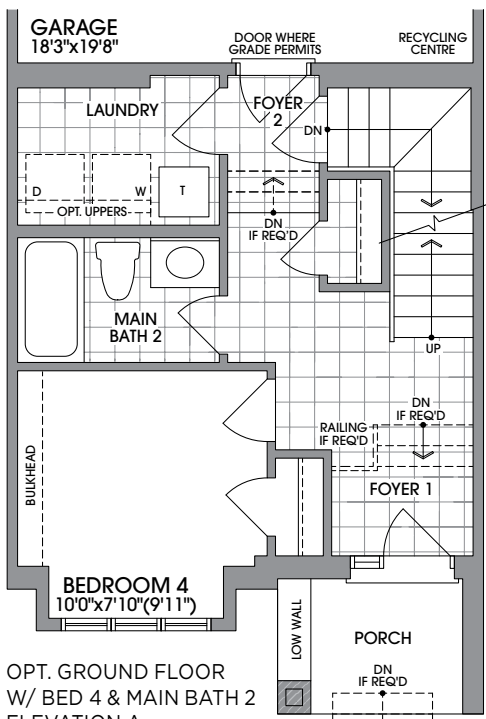 GARAGE
18'3"x19'8"
DOOR WHERE
GRADE PERMITS
RECYCLING
CENTRE
LAUNDRY
FOYER
2
DN
D
W
T
OPT. UPPERS
DN
IF REQ'D
MAIN
BATH 2
UP
DN
IF REQ'D
RAILING
IF REQ'D
BULKHEAD
FOYER 1
BEDROOM 4
10'0"x7'10"(9'11")
LOW WALL
PORCH
DN
IF REQ'D
OPT. GROUND FLOOR
W/ BED 4 & MAIN BATH 2
ELEVATION A